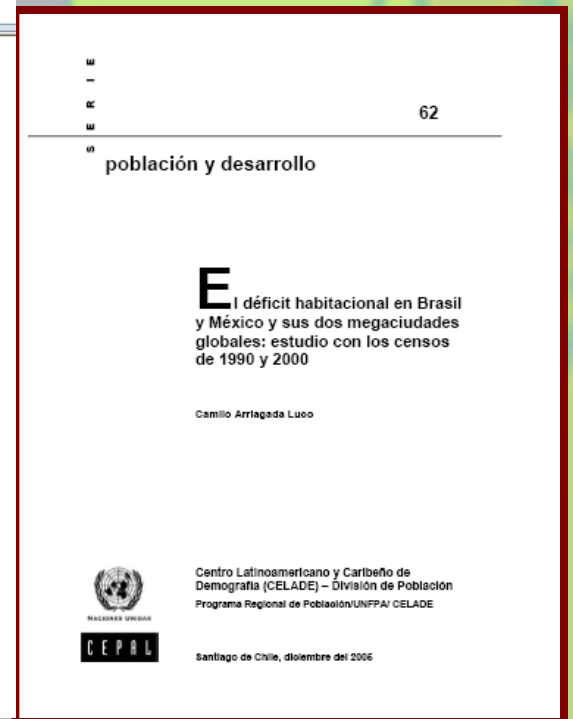 SERIE
62
población y desarrollo
El déficit habitacional en Brasil
y México y sus dos megaciudades
globales: estudio con los censos
de 1990 y 2000
Camilo Arriagada Luco
Centro Latinoamericano y Caribeño de
Demografía (CELADE) – División de Población
Programa Regional de Población/UNFPA/ CELADE
NACIONES UNIDAS
CEPAL
Santiago de Chile, diciembre del 2005